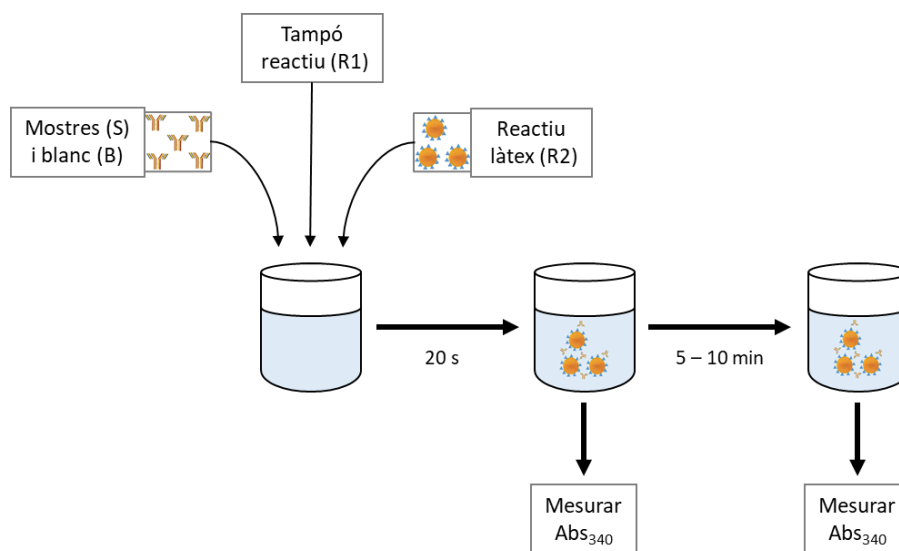 Tampó
reactiu (R1)
Mostres (S)
i blanc (B)
Reactiu
làtex (R2)
20 s
5 – 10 min
Mesurar
Abs₃₄₀
Mesurar
Abs₃₄₀